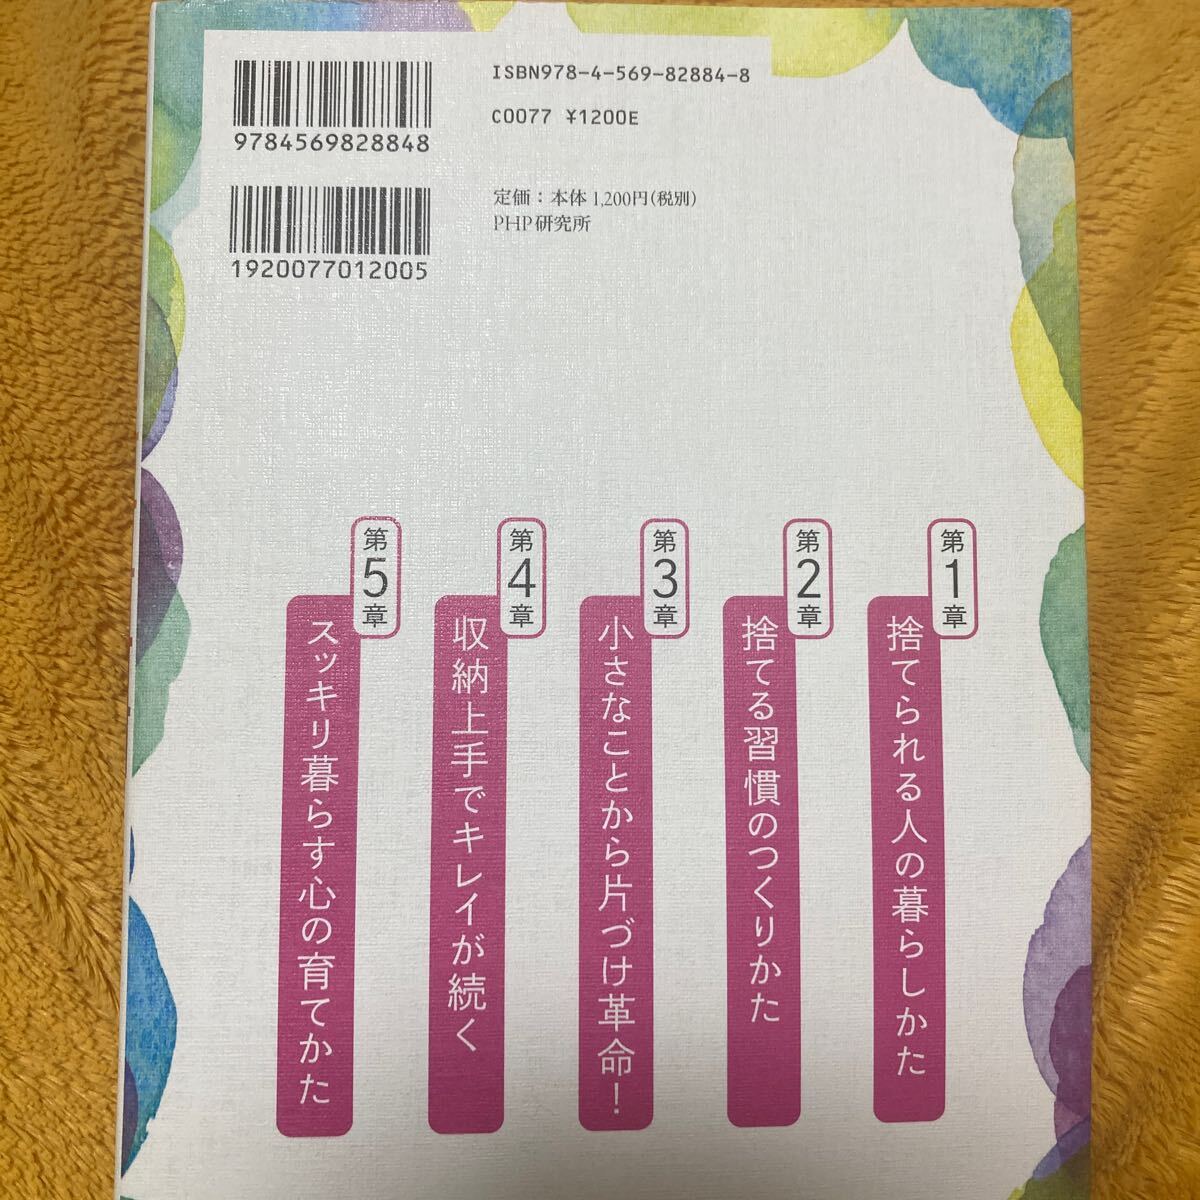 ISBN978-4-569-82884-8
C0077 ¥1200E
9784569828848
定価：本体1,200円(税別)
PHP研究所
1920077012005
第1章
捨てられる人の暮らしかた
第2章
捨てる習慣のつくりかた
第3章
小さなことから片づけ革命！
第4章
収納上手でキレイが続く
第5章
スッキリ暮らす心の育てかた